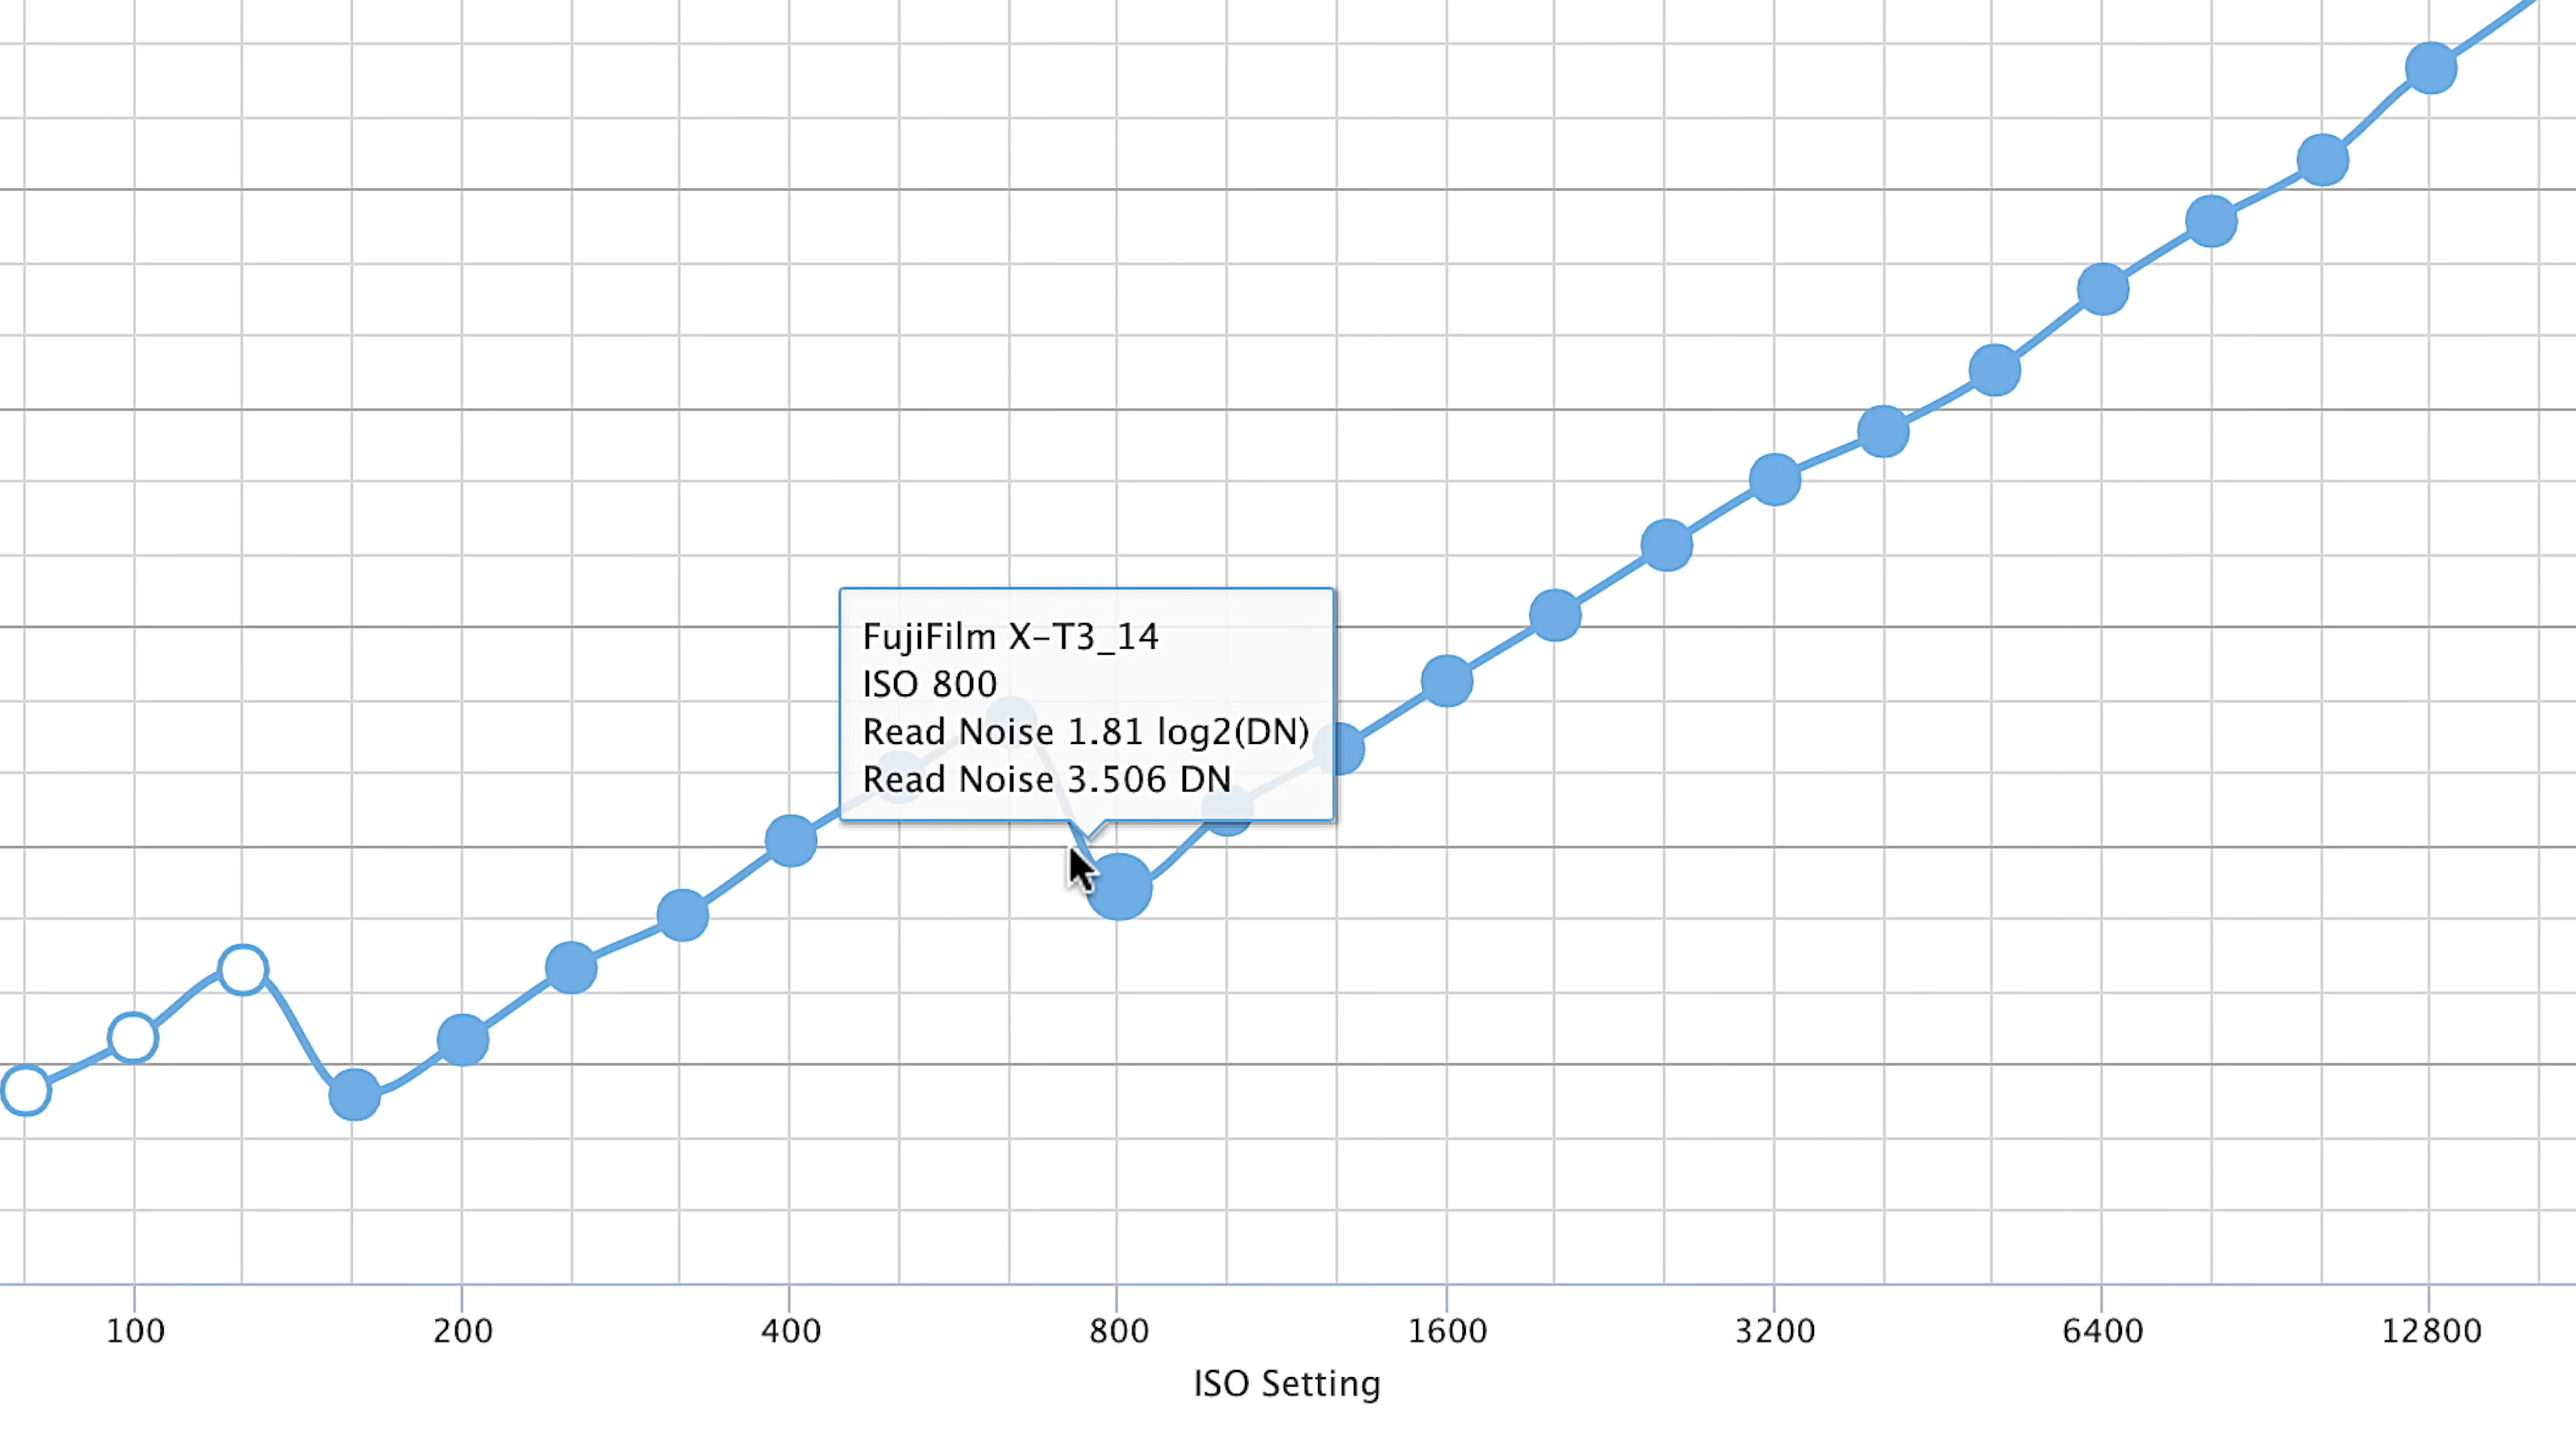 FujiFilm X-T3_14
ISO 800
Read Noise 1.81 log2(DN)
Read Noise 3.506 DN
100 200 400 800 1600 3200 6400 12800
ISO Setting